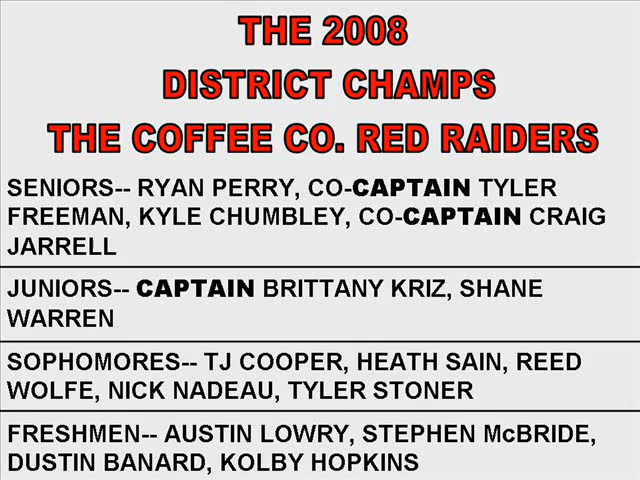 THE 2008
DISTRICT CHAMPS
THE COFFEE CO. RED RAIDERS
SENIORS-- RYAN PERRY, CO-CAPTAIN TYLER
FREEMAN, KYLE CHUMBLEY, CO-CAPTAIN CRAIG
JARRELL
JUNIORS-- CAPTAIN BRITTANY KRIZ, SHANE
WARREN
SOPHOMORES-- TJ COOPER, HEATH SAIN, REED
WOLFE, NICK NADEAU, TYLER STONER
FRESHMEN-- AUSTIN LOWRY, STEPHEN McBRIDE,
DUSTIN BANARD, KOLBY HOPKINS